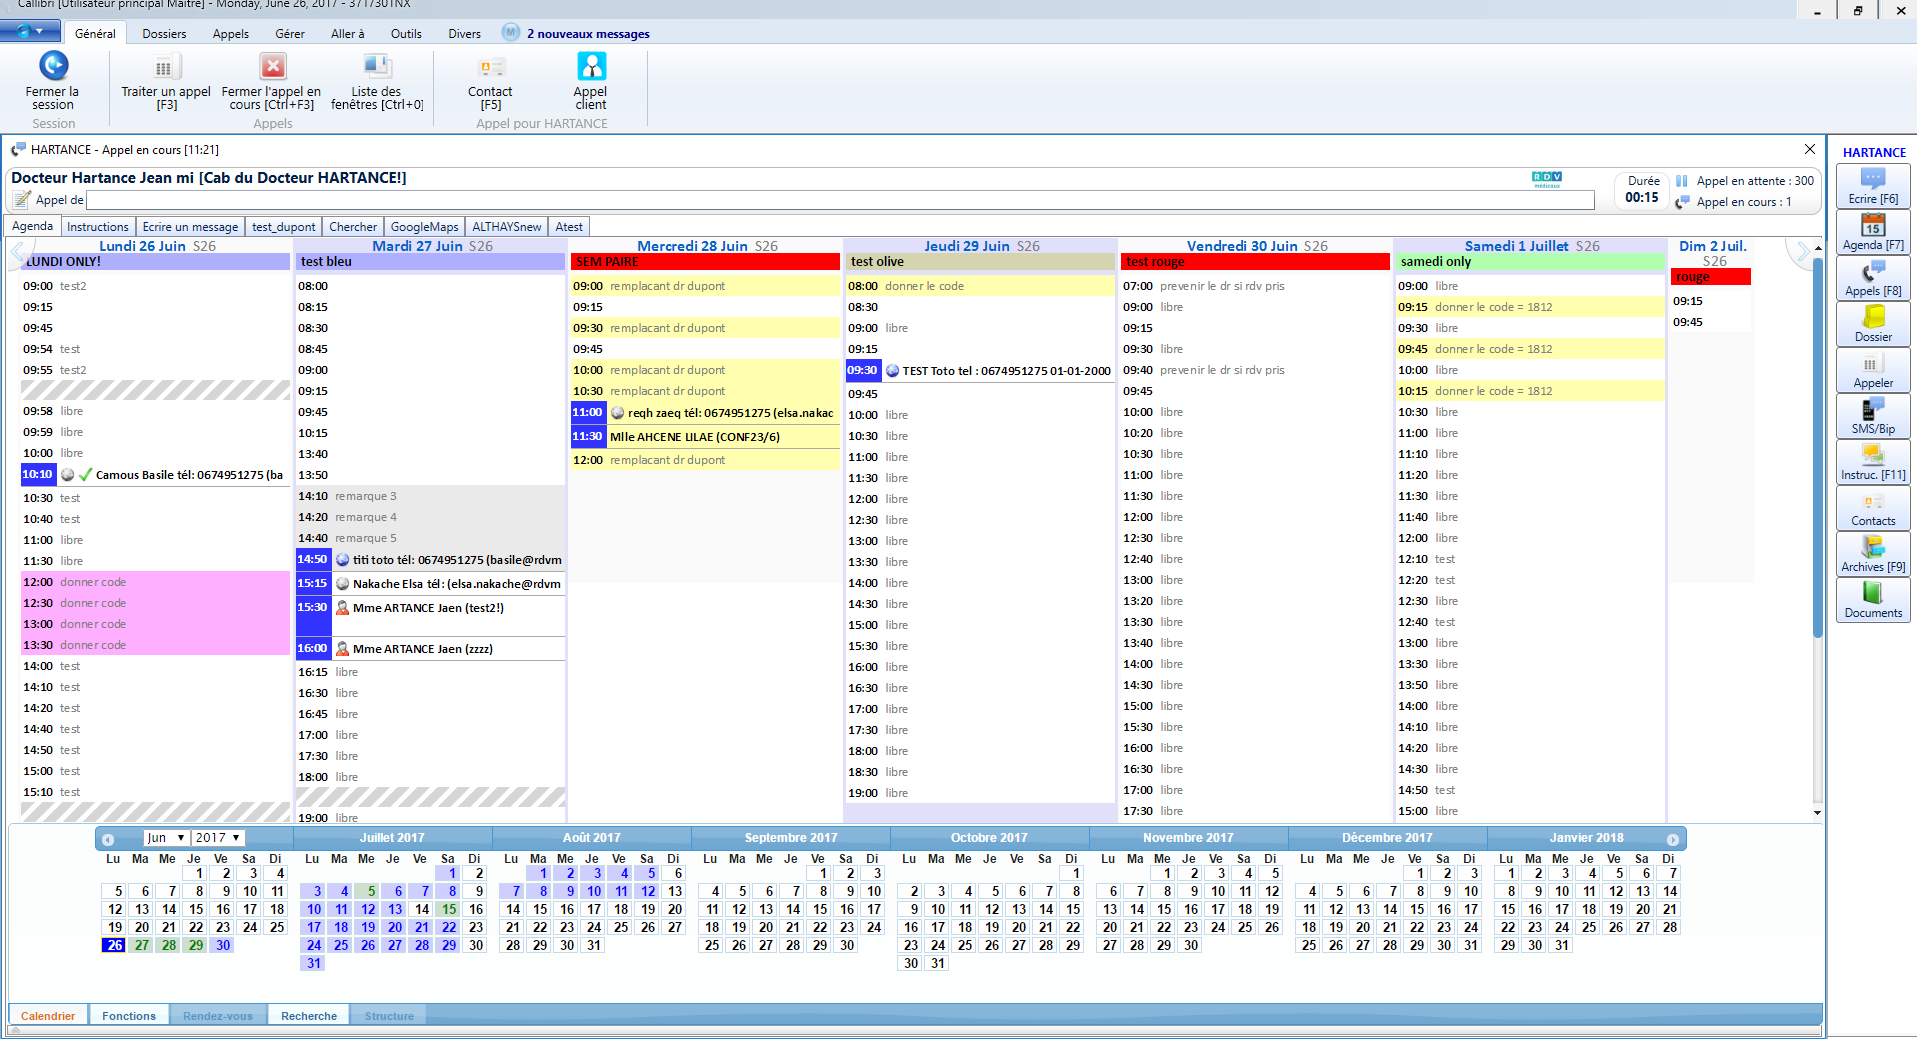 Callibri [Utilisateur principal Maitre] - Monday, June 26, 2017 - 371730TNX
Général Dossiers Appels Gérer Aller à Outils Divers M 2 nouveaux messages
Fermer la session
Traiter un appel [F3]
Fermer l'appel en cours [Ctrl+F3]
Liste des fenêtres [Ctrl+0]
Contact [F5]
Appel client
Session
Appels
Appel pour HARTANCE
HARTANCE - Appel en cours [11:21]
Docteur Hartance Jean mi [Cab du Docteur HARTANCE!]
RDV médicaux
Appel de
Durée 00:15
Appel en attente : 300
Appel en cours : 1
Agenda Instructions Ecrire un message test_dupont Chercher GoogleMaps ALTHAYSnew Atest
Lundi 26 Juin S26
LUNDI ONLY!
09:00 test2
09:15
09:45
09:54 test
09:55 test2
09:58 libre
09:59 libre
10:00 libre
10:10 Camous Basile tél: 0674951275 (ba
10:30 test
10:40 test
11:00 libre
11:30 libre
12:00 donner code
12:30 donner code
13:00 donner code
13:30 donner code
14:00 test
14:10 test
14:20 test
14:40 test
14:50 test
15:00 test
15:10 test
Mardi 27 Juin S26
test bleu
08:00
08:15
08:30
08:45
09:00
09:15
09:45
10:15
13:40
13:50
14:10 remarque 3
14:20 remarque 4
14:40 remarque 5
14:50 titi toto tél: 0674951275 (basile@rdvm
15:15 Nakache Elsa tél: (elsa.nakache@rdvm
15:30 Mme ARTANCE Jaen (test2!)
16:00 Mme ARTANCE Jaen (zzzz)
16:15 libre
16:30 libre
16:45 libre
17:00 libre
17:30 libre
18:00 libre
19:00 libre
Mercredi 28 Juin S26
SEM PAIRE
09:00 remplacant dr dupont
09:15
09:30 remplacant dr dupont
09:45
10:00 remplacant dr dupont
10:30 remplacant dr dupont
11:00 reqh zaeq tél: 0674951275 (elsa.nakac
11:30 Mlle AHCENE LILAE (CONF23/6)
12:00 remplacant dr dupont
Jeudi 29 Juin S26
test olive
08:00 donner le code
08:30
09:00 libre
09:15
09:30 TEST Toto tel : 0674951275 01-01-2000
09:45
10:00 libre
10:30 libre
11:00 libre
11:30 libre
12:00 libre
12:30 libre
13:00 libre
13:30 libre
14:00 libre
14:30 libre
15:00 libre
15:30 libre
16:00 libre
16:30 libre
17:00 libre
17:30 libre
18:00 libre
18:30 libre
19:00 libre
Vendredi 30 Juin S26
test rouge
07:00 prevenir le dr si rdv pris
09:00 libre
09:15
09:30 libre
09:40 prevenir le dr si rdv pris
09:45
10:00 libre
10:20 libre
10:30 libre
11:00 libre
11:30 libre
12:00 libre
12:30 libre
12:40 libre
13:00 libre
13:20 libre
13:30 libre
13:40 libre
14:00 libre
14:30 libre
15:00 libre
15:30 libre
16:00 libre
16:30 libre
17:00 libre
17:30 libre
Samedi 1 Juillet S26
samedi only
09:00 libre
09:15 donner le code = 1812
09:30 libre
09:45 donner le code = 1812
10:00 libre
10:15 donner le code = 1812
10:30 libre
11:00 libre
11:10 libre
11:20 libre
11:30 libre
11:40 libre
12:00 libre
12:10 test
12:20 test
12:30 libre
12:40 test
13:00 libre
13:30 libre
13:50 libre
14:00 libre
14:10 libre
14:20 libre
14:30 libre
14:50 test
15:00 libre
Dim 2 Juil.
S26
rouge
09:15
09:45
HARTANCE
Ecrire [F6]
15
Agenda [F7]
Appels [F8]
Dossier
Appeler
SMS/Bip
Instruc. [F11]
Contacts
Archives [F9]
Documents
Jun 2017
Lu Ma Me Je Ve Sa Di
1 2 3 4
5 6 7 8 9 10 11
12 13 14 15 16 17 18
19 20 21 22 23 24 25
26 27 28 29 30
Juillet 2017
Lu Ma Me Je Ve Sa Di
1 2
3 4 5 6 7 8 9
10 11 12 13 14 15 16
17 18 19 20 21 22 23
24 25 26 27 28 29 30
31
Août 2017
Lu Ma Me Je Ve Sa Di
1 2 3 4 5 6
7 8 9 10 11 12 13
14 15 16 17 18 19 20
21 22 23 24 25 26 27
28 29 30 31
Septembre 2017
Lu Ma Me Je Ve Sa Di
1 2 3
4 5 6 7 8 9 10
11 12 13 14 15 16 17
18 19 20 21 22 23 24
25 26 27 28 29 30
Octobre 2017
Lu Ma Me Je Ve Sa Di
1
2 3 4 5 6 7 8
9 10 11 12 13 14 15
16 17 18 19 20 21 22
23 24 25 26 27 28 29
30 31
Novembre 2017
Lu Ma Me Je Ve Sa Di
1 2 3 4 5
6 7 8 9 10 11 12
13 14 15 16 17 18 19
20 21 22 23 24 25 26
27 28 29 30
Décembre 2017
Lu Ma Me Je Ve Sa Di
1 2 3
4 5 6 7 8 9 10
11 12 13 14 15 16 17
18 19 20 21 22 23 24
25 26 27 28 29 30 31
Janvier 2018
Lu Ma Me Je Ve Sa Di
1 2 3 4 5 6 7
8 9 10 11 12 13 14
15 16 17 18 19 20 21
22 23 24 25 26 27 28
29 30 31
Calendrier Fonctions Rendez-vous Recherche Structure